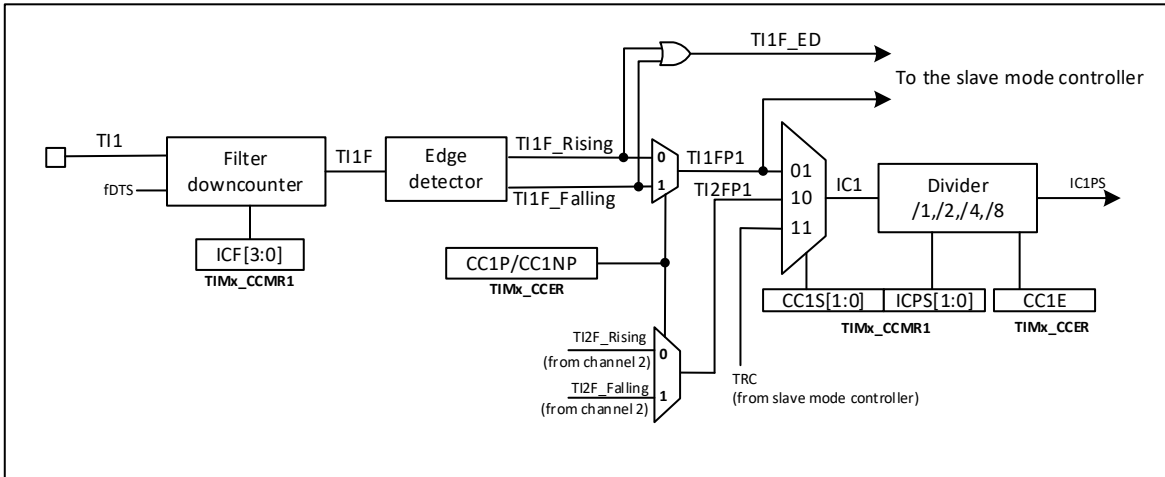 TI1F_ED
To the slave mode controller
TI1
TI1F
TI1F_Rising
TI1F_Falling
Filter
downcounter
Edge
detector
fDTS
0
1
TI1FP1
TI2FP1
01
10
11
IC1
Divider
/1,/2,/4,/8
IC1PS
ICF[3:0]
TIMx_CCMR1
CC1P/CC1NP
TIMx_CCER
CC1S[1:0]
ICPS[1:0]
CC1E
TIMx_CCMR1
TIMx_CCER
TI2F_Rising
(from channel 2)
0
TI2F_Falling
(from channel 2)
1
TRC
(from slave mode controller)